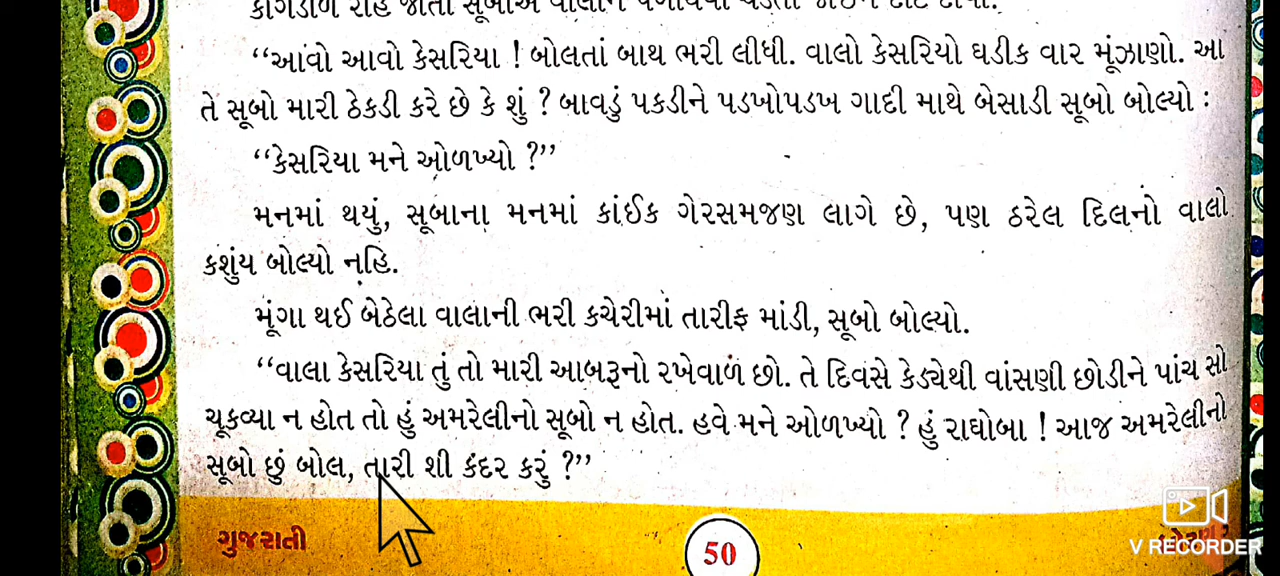 “આંવો આવો કેસરિયા ! બોલતાં બાથ ભરી લીધી. વાલો કેસરિયો ઘડીક વાર મૂંઝાણો. આ
તે સૂબો મારી ઠેકડી કરે છે કે શું ? બાવડું પકડીને પડખોપડખ ગાદી માથે બેસાડી સૂબો બોલ્યો :
“કેસરિયા મને ઓળખ્યો ?”
મનમાં થયું, સૂબાના મનમાં કાંઈક ગેરસમજણ લાગે છે, પણ ઠરેલ દિલનો વાલો
કશુંય બોલ્યો નહિ.
મૂંગા થઈ બેઠેલા વાલાની ભરી કચેરીમાં તારીફ માંડી, સૂબો બોલ્યો.
“વાલા કેસરિયા તું તો મારી આબરૂનો રખેવાળ છો. તે દિવસે કેડ્યેથી વાંસણી છોડીને પાંચ સો
ચૂકવ્યા ન હોત તો હું અમરેલીનો સૂબો ન હોત. હવે મને ઓળખ્યો ? હું રાઘોબા ! આજ અમરેલીનો
સૂબો છું બોલ, તારી શી કદર કરું ?”
ગુજરાતી
50
V RECORDER